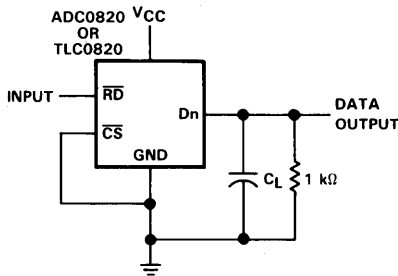 ADC0820 VCC
OR
TLC0820
INPUT RD
Dn DATA
OUTPUT
CS
GND
CL 1 kΩ